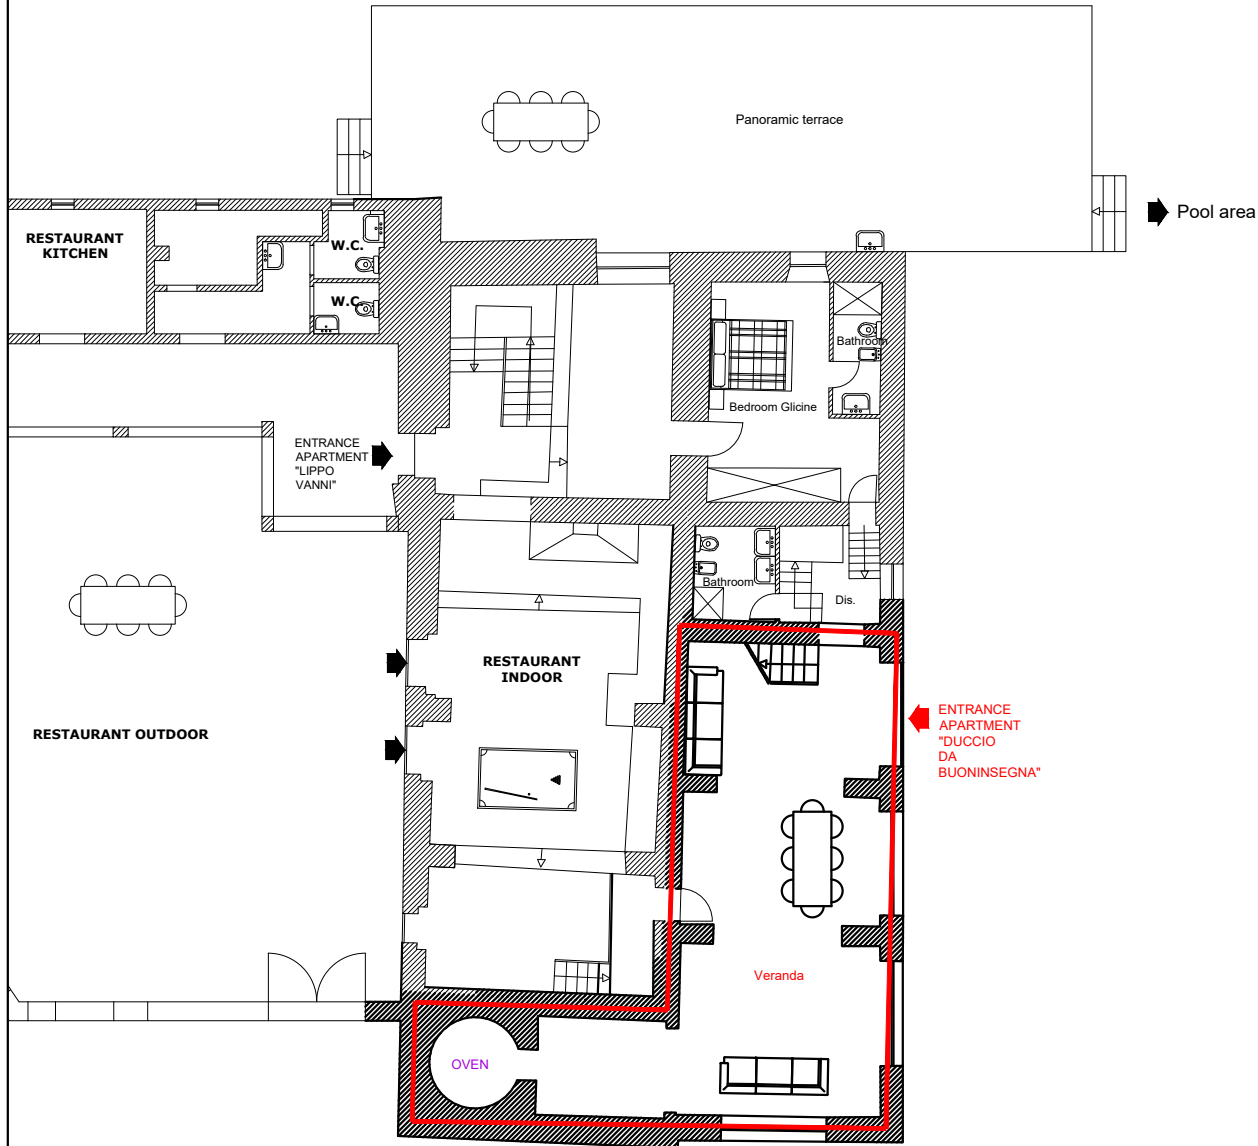 Panoramic terrace
Pool area
RESTAURANT
KITCHEN
W.C.
W.C.
Bathroom
Bedroom Glicine
ENTRANCE
APARTMENT
"LIPPO
VANNI"
Bathroom
Dis.
RESTAURANT
INDOOR
RESTAURANT OUTDOOR
ENTRANCE
APARTMENT
"DUCCIO
DA
BUONINSEGNA"
Veranda
OVEN